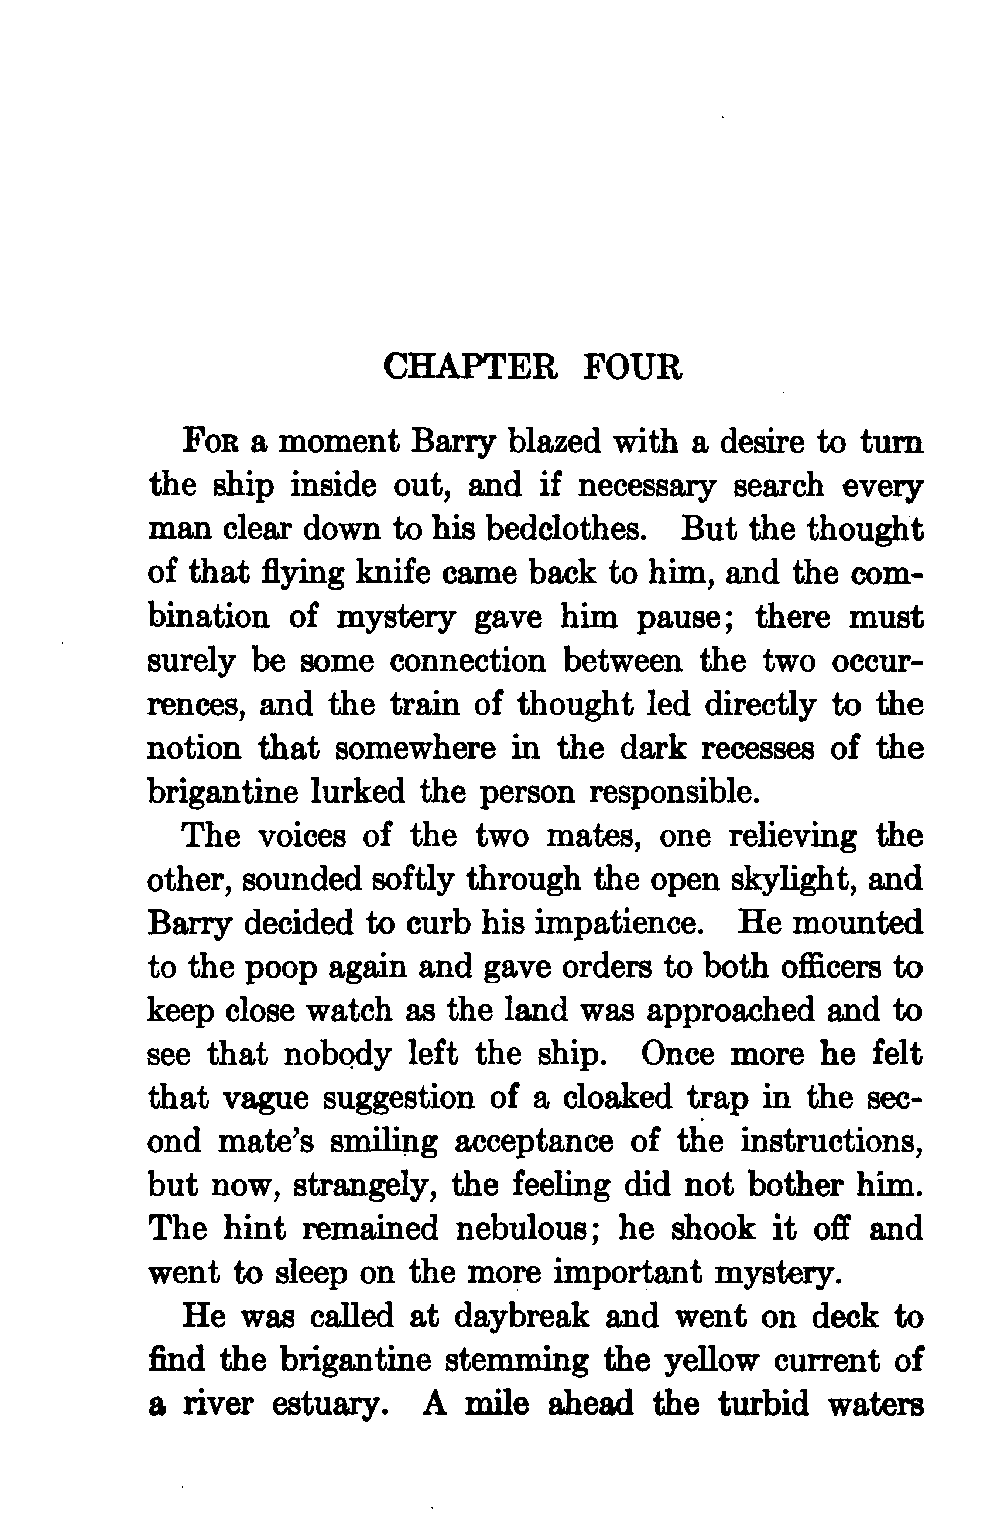 CHAPTER FOUR
FOR a moment Barry blazed with a desire to turn
the ship inside out, and if necessary search every
man clear down to his bedclothes. But the thought
of that flying knife came back to him, and the com-
bination of mystery gave him pause; there must
surely be some connection between the two occur-
rences, and the train of thought led directly to the
notion that somewhere in the dark recesses of the
brigantine lurked the person responsible.
The voices of the two mates, one relieving the
other, sounded softly through the open skylight, and
Barry decided to curb his impatience. He mounted
to the poop again and gave orders to both officers to
keep close watch as the land was approached and to
see that nobody left the ship. Once more he felt
that vague suggestion of a cloaked trap in the sec-
ond mate's smiling acceptance of the instructions,
but now, strangely, the feeling did not bother him.
The hint remained nebulous; he shook it off and
went to sleep on the more important mystery.
He was called at daybreak and went on deck to
find the brigantine stemming the yellow current of
a river estuary. A mile ahead the turbid waters